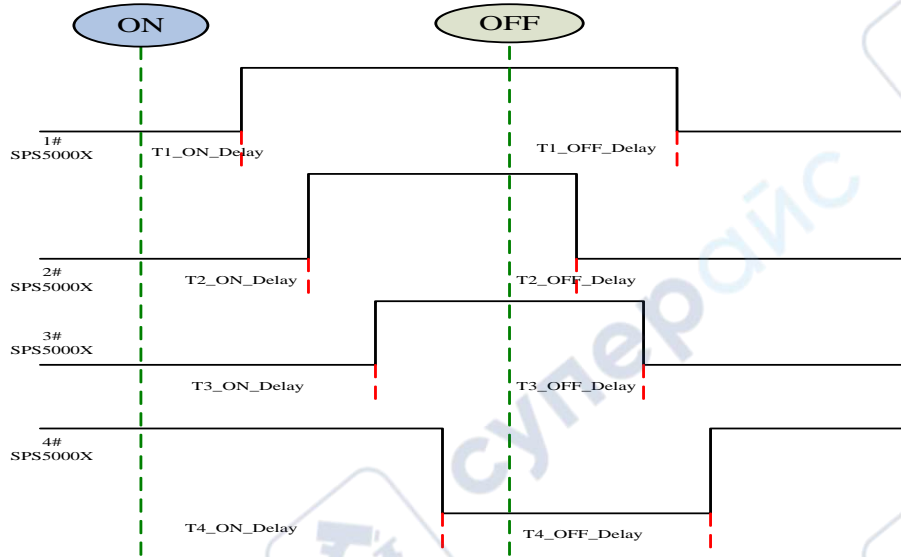 ON
OFF
1#
SPS5000X
T1_ON_Delay
T1_OFF_Delay
2#
SPS5000X
T2_ON_Delay
T2_OFF_Delay
3#
SPS5000X
T3_ON_Delay
T3_OFF_Delay
4#
SPS5000X
T4_ON_Delay
T4_OFF_Delay
суперайс